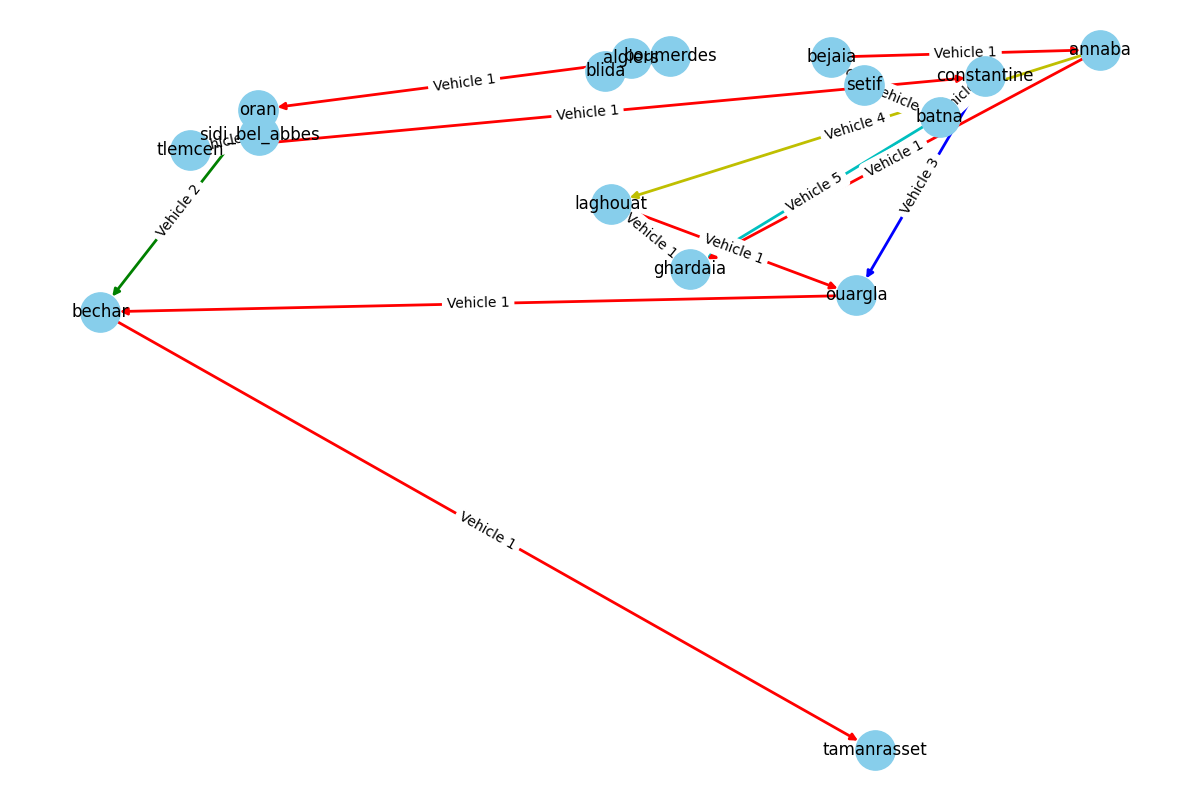 bejaia
Vehicle 1
annaba
algiers
boumerdes
blida
constantine
setif
Vehicle 1
oran
Vehicle 1
batna
Vehicle 4
sidi_bel_abbes
tlemcen
Vehicle 1
Vehicle 3
Vehicle 5
Vehicle 2
laghouat
Vehicle 1
Vehicle 1
ghardaia
ouargla
Vehicle 1
bechar
Vehicle 1
tamanrasset